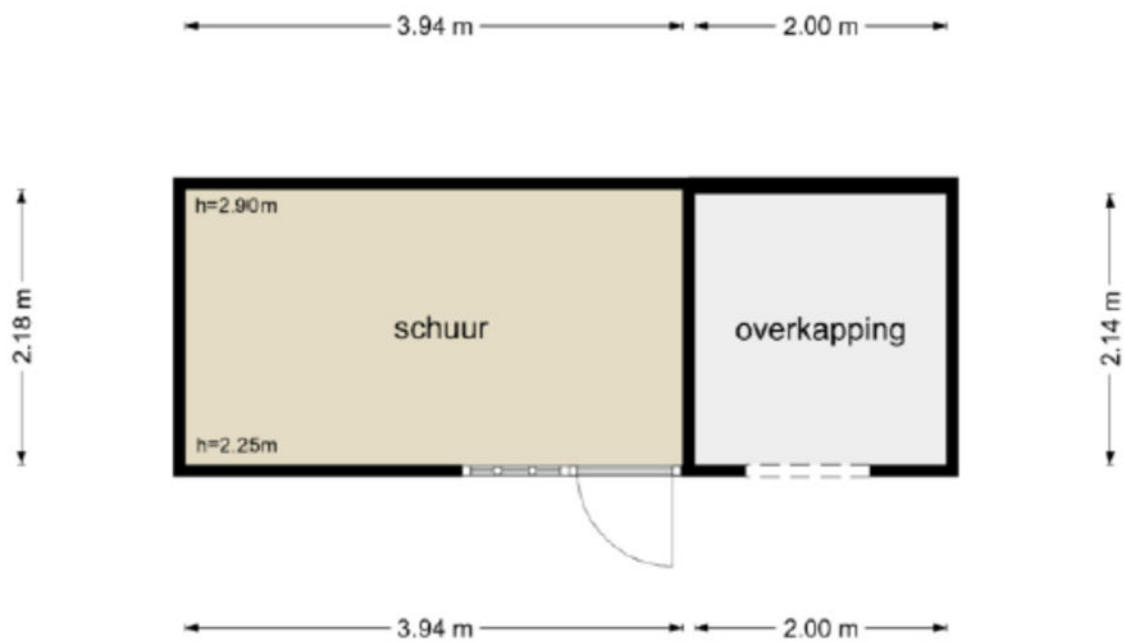 3.94 m
2.00 m
h=2.90m
2.18 m
schuur
overkapping
2.14 m
h=2.25m
3.94 m
2.00 m